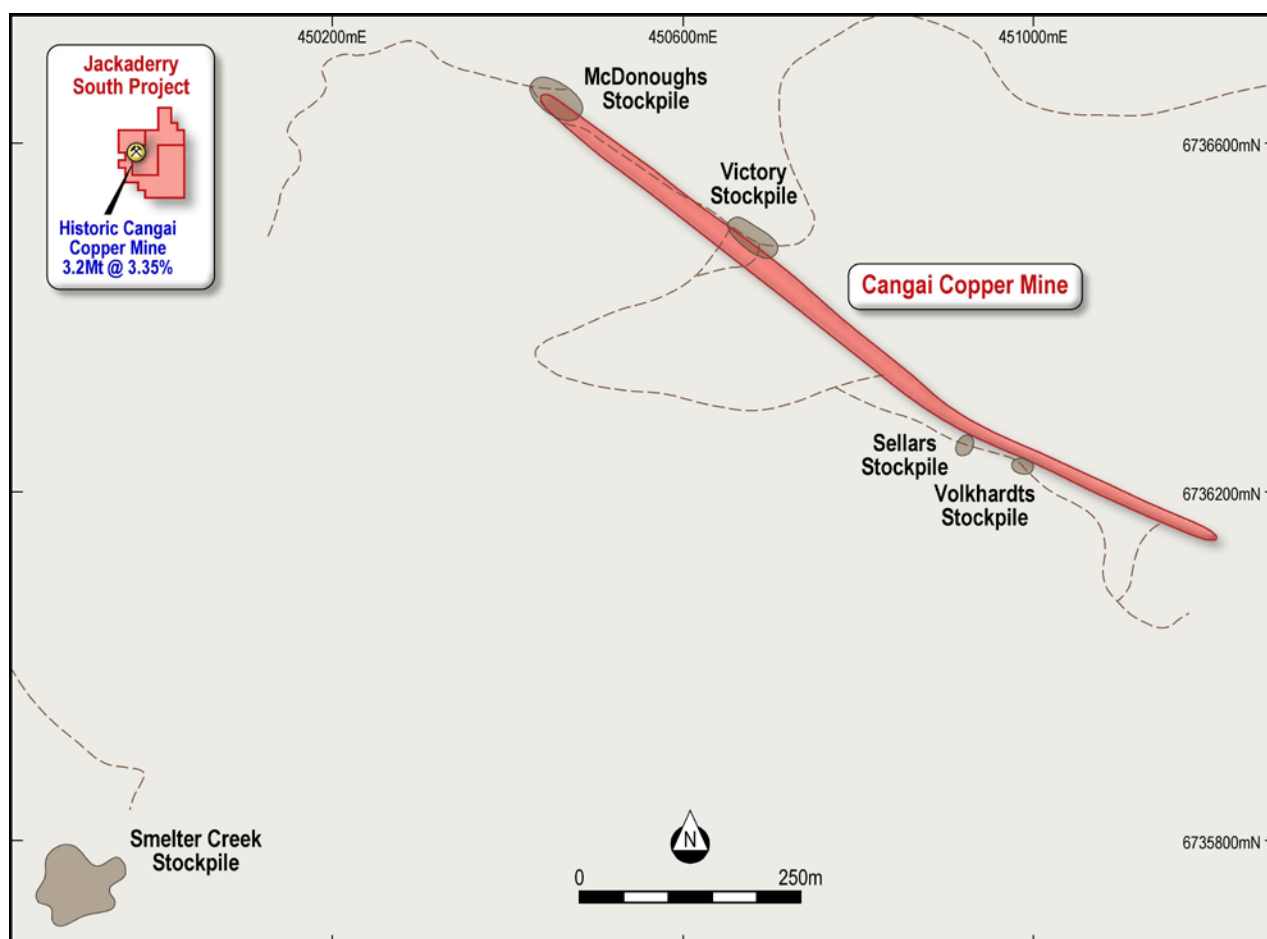 450200mE
450600mE
451000mE
Jackaderry
South Project
Historic Cangai
Copper Mine
3.2Mt @ 3.35%
McDonoughs
Stockpile
6736600mN
Victory
Stockpile
Cangai Copper Mine
Sellars
Stockpile
Volkhardts
Stockpile
6736200mN
Smelter Creek
Stockpile
N
6735800mN
0
250m